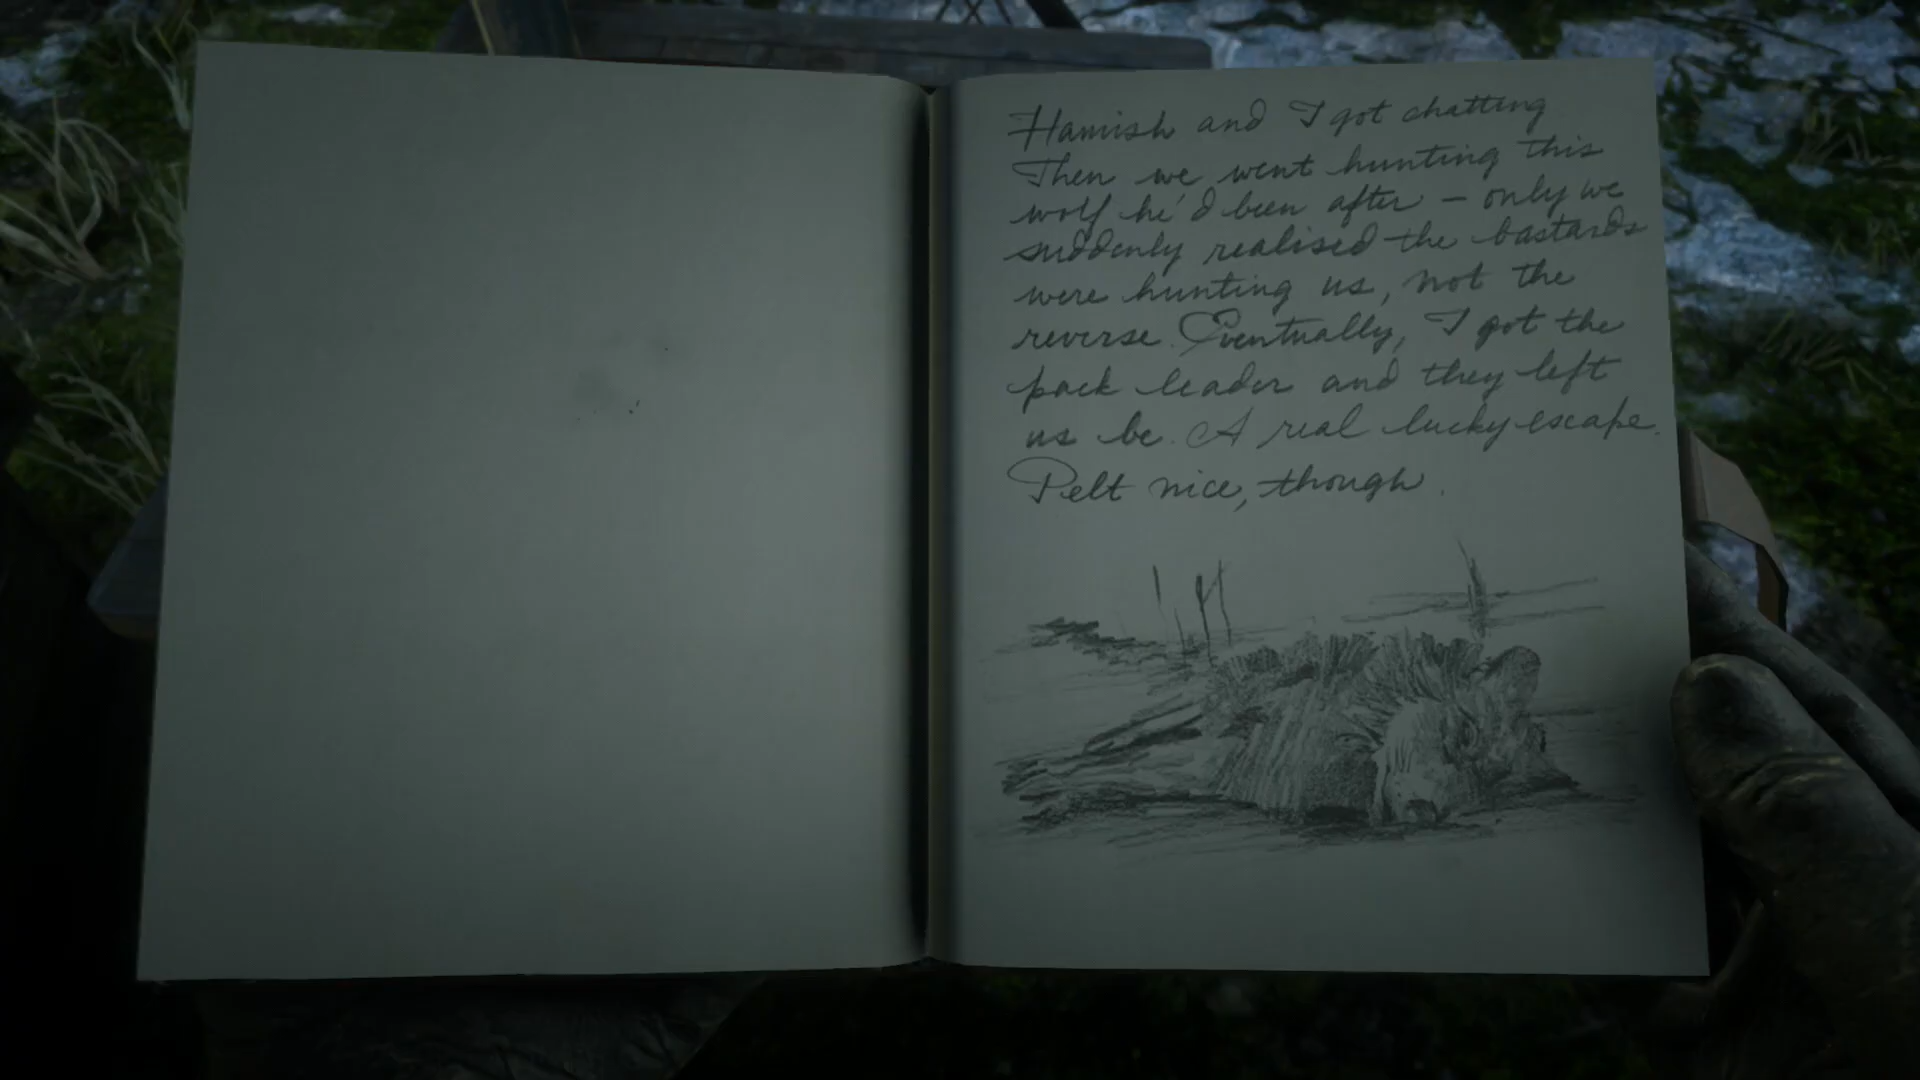 Hamish and I got chatting
Then we went hunting this
wolf he'd been after - only we
suddenly realised the bastards
were hunting us, not the
reverse. Eventually, I got the
pack leader and they left
us be. A real lucky escape.
Pelt nice, though.